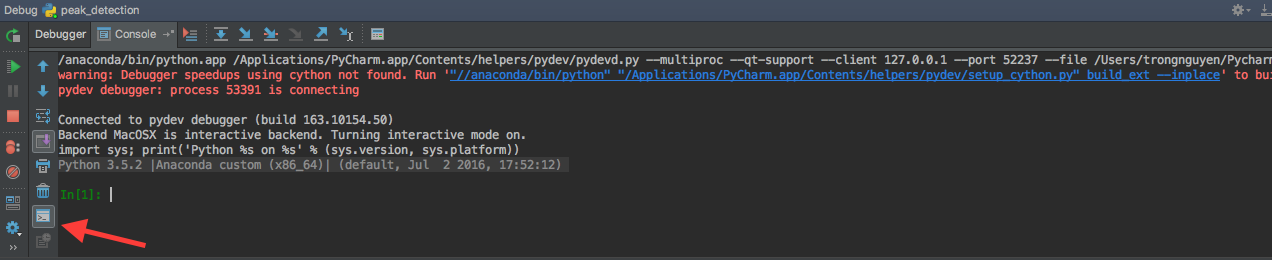 Debug peak_detection
Debugger Console
/anaconda/bin/python.app /Applications/PyCharm.app/Contents/helpers/pydev/pydevd.py --multiproc --qt-support --client 127.0.0.1 --port 52237 --file /Users/trongnguyen/Pycharm
warning: Debugger speedups using cython not found. Run '"//anaconda/bin/python" "/Applications/PyCharm.app/Contents/helpers/pydev/setup_cython.py" build_ext --inplace' to bui
pydev debugger: process 53391 is connecting
Connected to pydev debugger (build 163.10154.50)
Backend MacOSX is interactive backend. Turning interactive mode on.
import sys; print('Python %s on %s' % (sys.version, sys.platform))
Python 3.5.2 |Anaconda custom (x86_64)| (default, Jul  2 2016, 17:52:12)
In[1]: